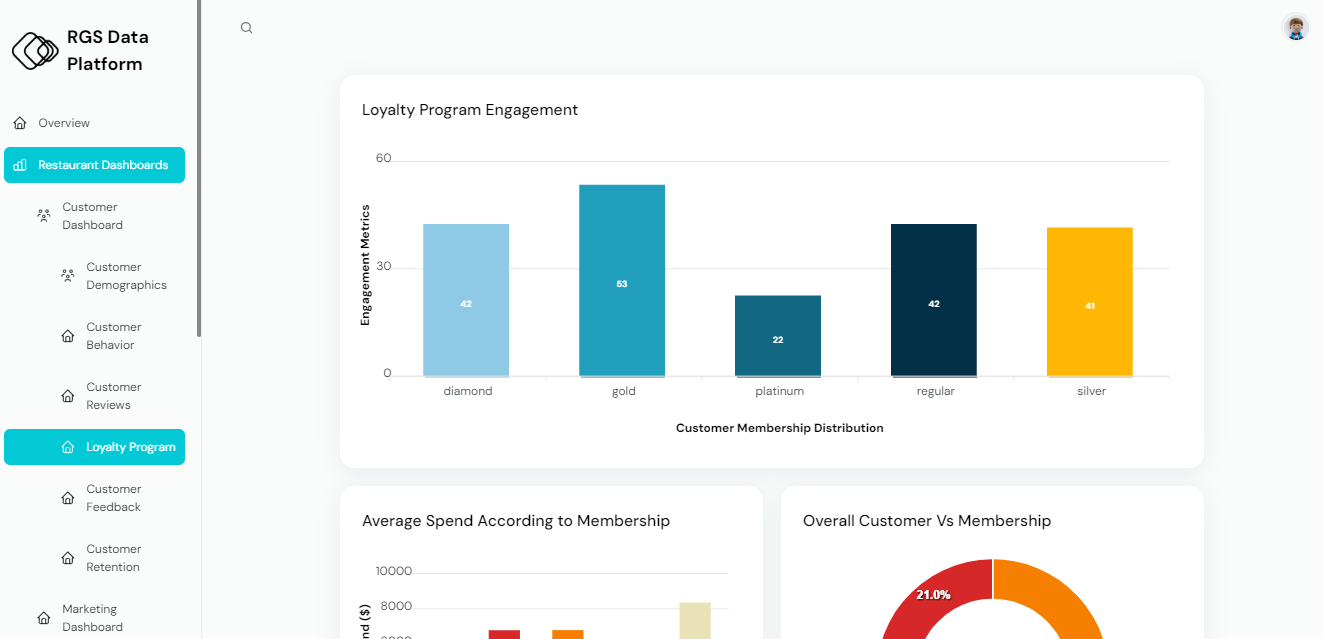 RGS Data
Platform
Overview
Restaurant Dashboards
Customer
Dashboard
Customer
Demographics
Customer
Behavior
Customer
Reviews
Loyalty Program
Customer
Feedback
Customer
Retention
Marketing
Dashboard
Loyalty Program Engagement
Engagement Metrics
60
30
0
42
53
22
42
41
diamond
gold
platinum
regular
silver
Customer Membership Distribution
Average Spend According to Membership
10000
8000
($)
Overall Customer Vs Membership
21.0%